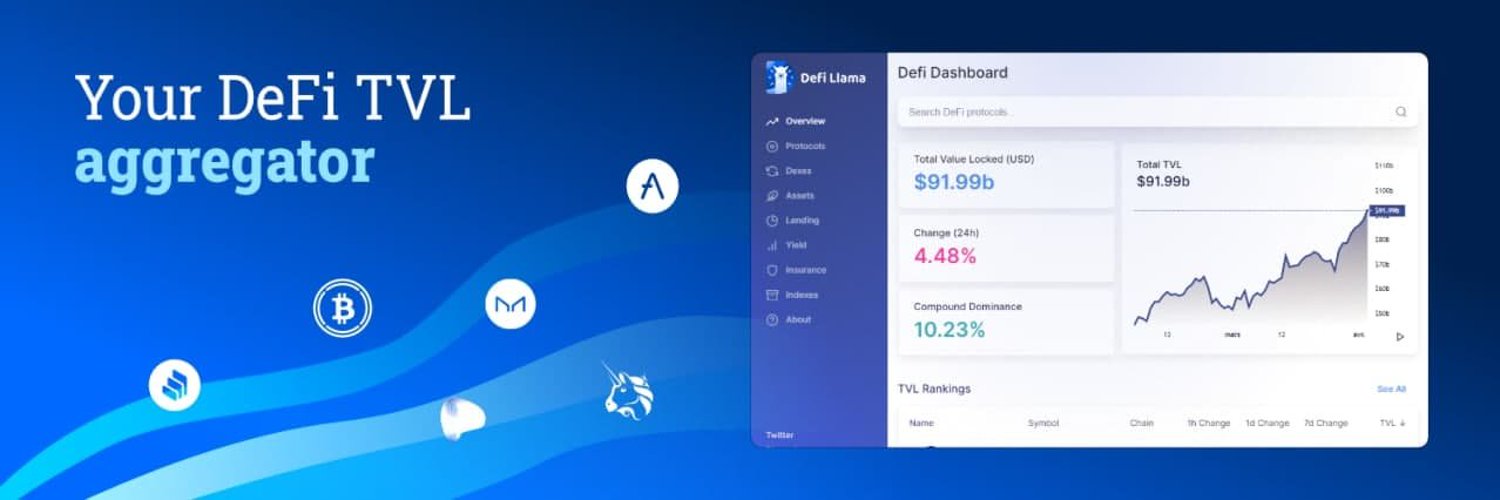 Your DeFi TVL
aggregator
Defi Llama
Overview
Protocols
Dexes
Assets
Lending
Yield
Insurance
Indexes
About
Twitter
Defi Dashboard
Search DeFi protocols...
Total Value Locked (USD)
$91.99b
Change (24h)
4.48%
Compound Dominance
10.23%
Total TVL
$91.99b
$110b
$100b
$91.99b
$80b
$70b
$60b
$50b
12
mars
12
avr.
TVL Rankings
See All
Name Symbol Chain 1h Change 1d Change 7d Change TVL ↓